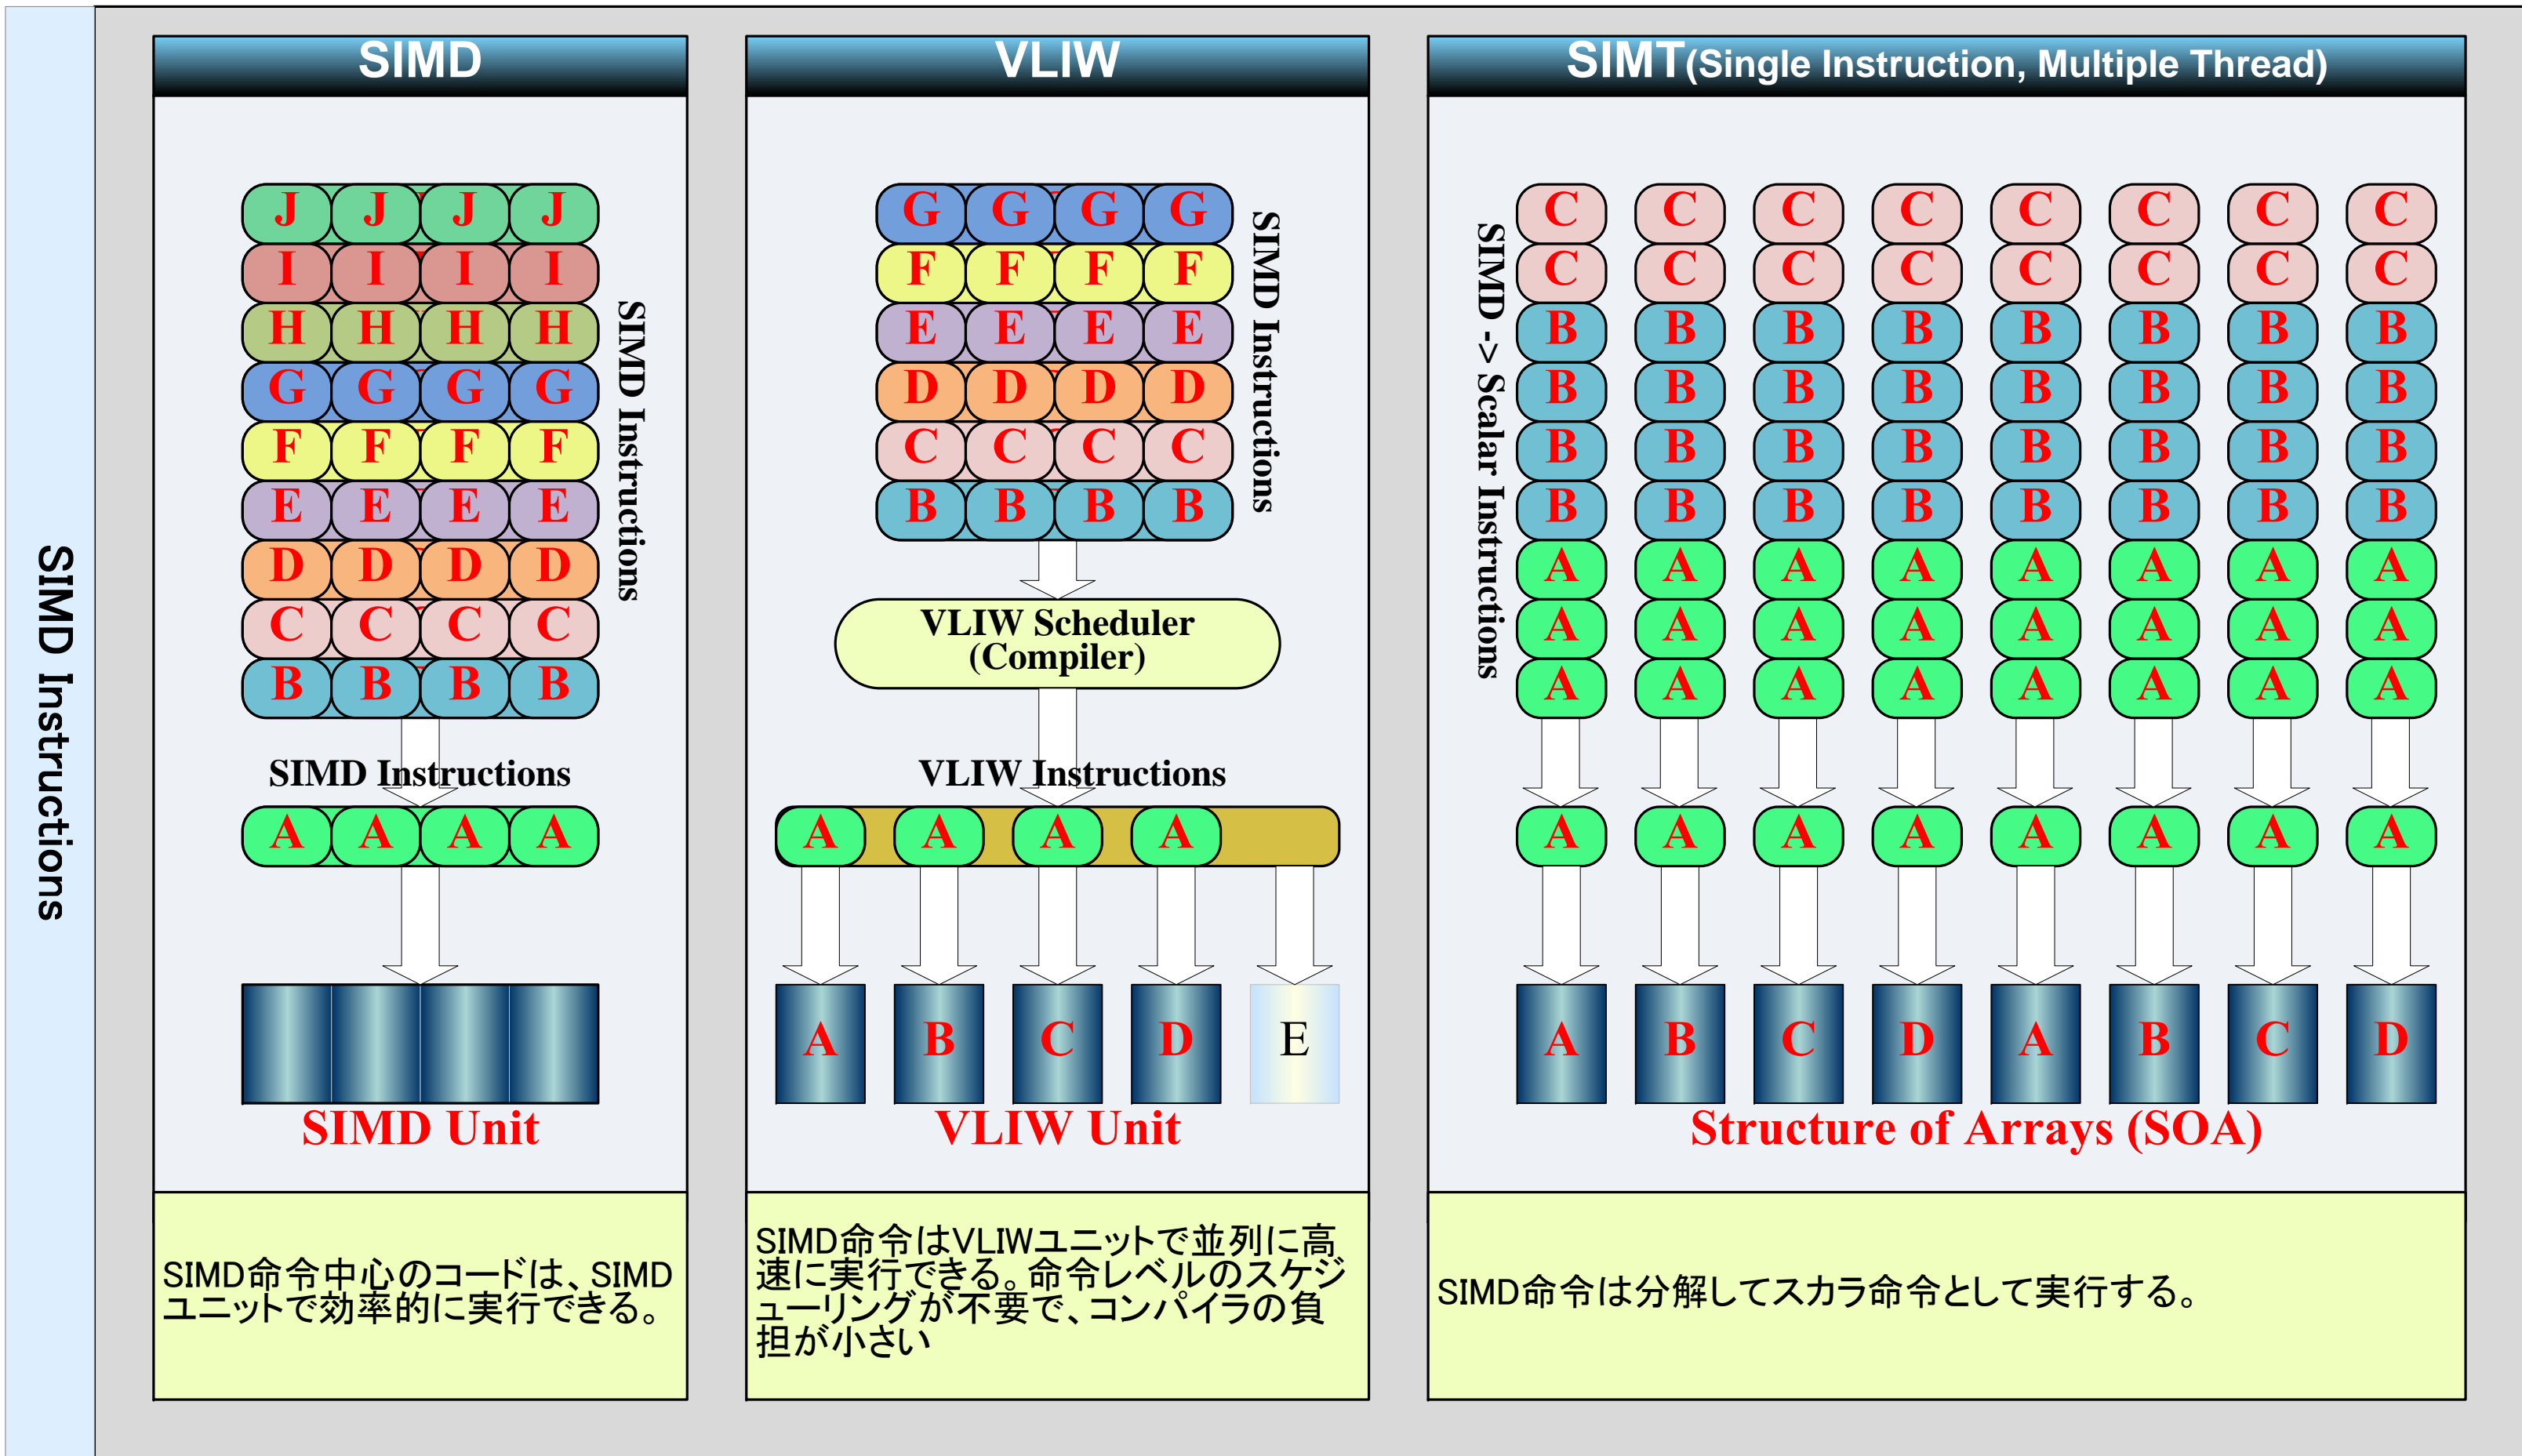 SIMD Instructions
SIMD
J J J J
I I I I
H H H H
G G G G
F F F F
E E E E
D D D D
C C C C
B B B B
SIMD Instructions
SIMD Instructions
A A A A
SIMD Unit
SIMD命令中心のコードは、SIMD
ユニットで効率的に実行できる。
VLIW
G G G G
F F F F
E E E E
D D D D
C C C C
B B B B
SIMD Instructions
VLIW Scheduler
(Compiler)
VLIW Instructions
A A A A
A B C D E
VLIW Unit
SIMD命令はVLIWユニットで並列に高
速に実行できる。命令レベルのスケジ
ューリングが不要で、コンパイラの負
担が小さい
SIMT(Single Instruction, Multiple Thread)
SIMD -> Scalar Instructions
C C C C C C C C
C C C C C C C C
B B B B B B B B
B B B B B B B B
B B B B B B B B
B B B B B B B B
A A A A A A A A
A A A A A A A A
A A A A A A A A
A A A A A A A A
A B C D A B C D
Structure of Arrays (SOA)
SIMD命令は分解してスカラ命令として実行する。